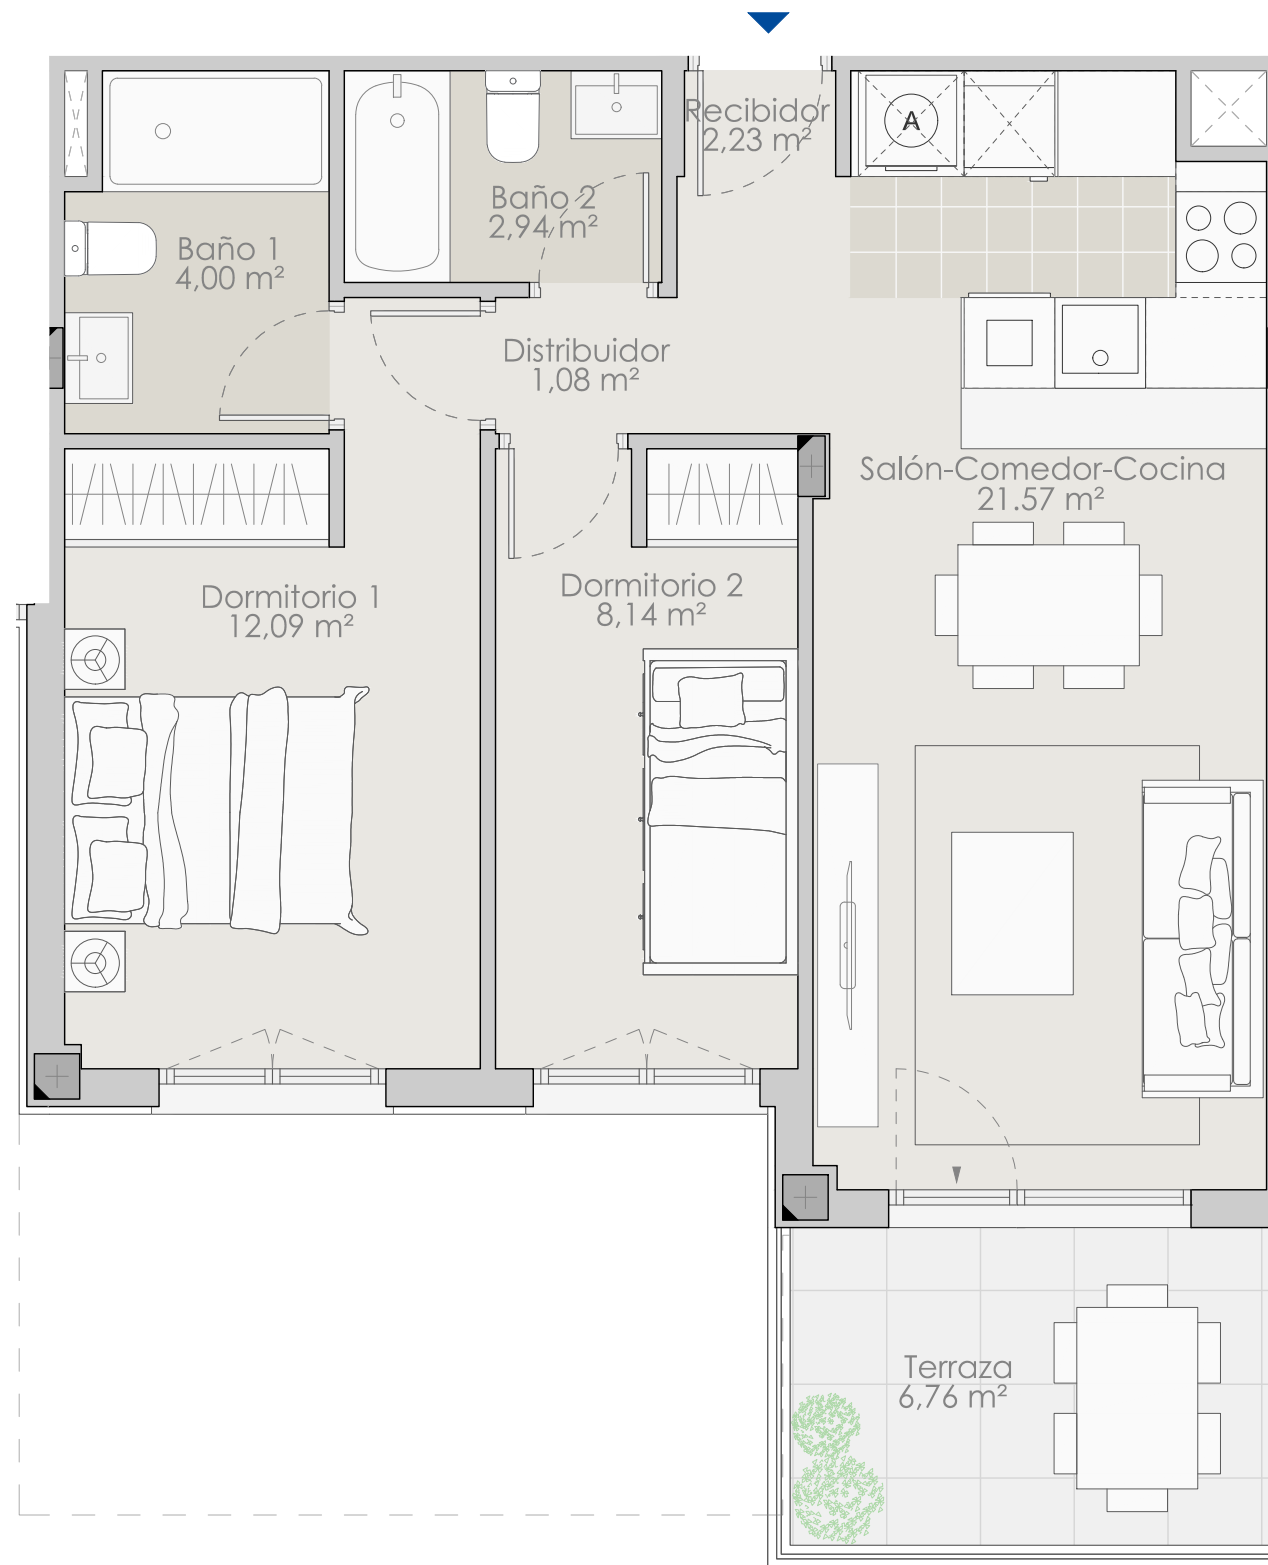 Recibidor
2,23 m²
A
Baño 2
2,94 m²
Baño 1
4,00 m²
Distribuidor
1,08 m²
Salón-Comedor-Cocina
21.57 m²
Dormitorio 1
12,09 m²
Dormitorio 2
8,14 m²
Terraza
6,76 m²